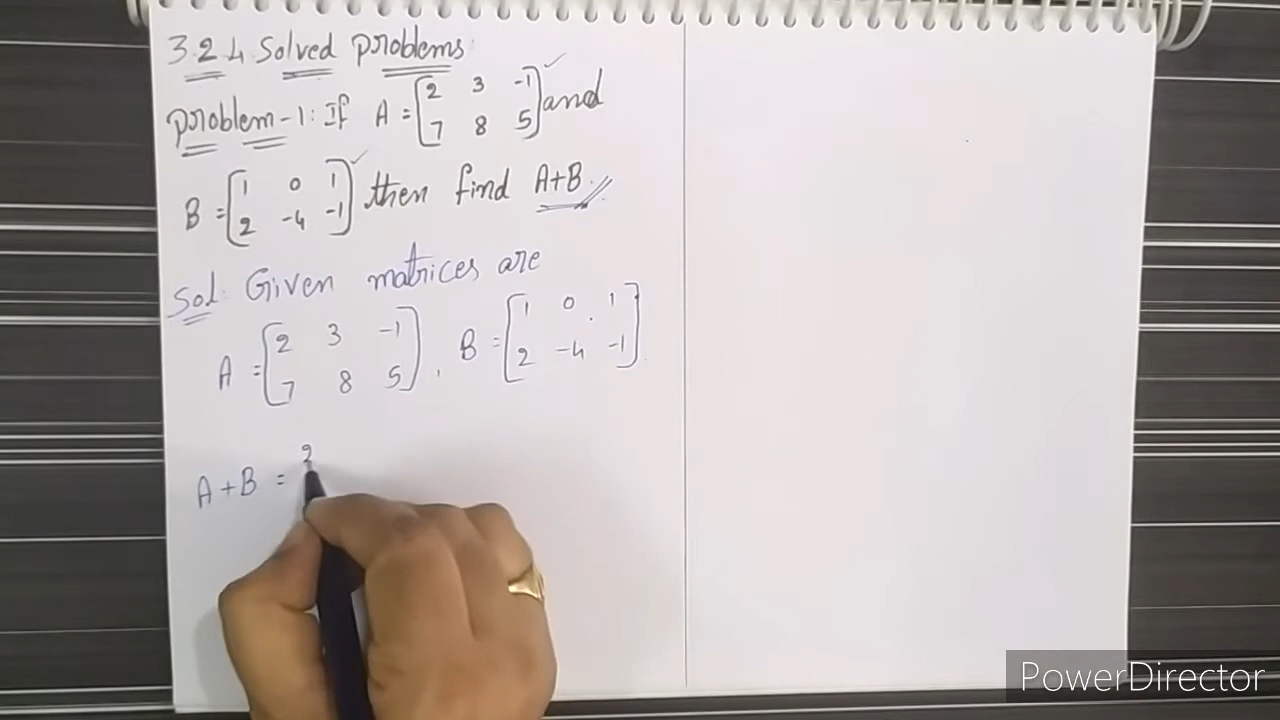 3.2.4. Solved problems:
problem-1: If A = [2 3 -1
7 8 5] and
B = [1 0 1
2 -4 -1] then find A+B.
Sol: Given matrices are
A = [2 3 -1
7 8 5], B = [1 0 1
2 -4 -1]
A+B = 2
PowerDirector